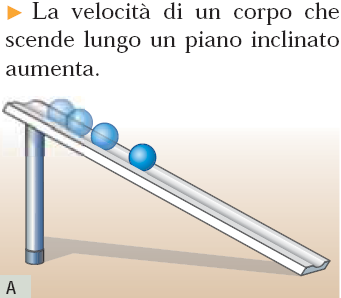 ► La velocità di un corpo che
scende lungo un piano inclinato
aumenta.
A